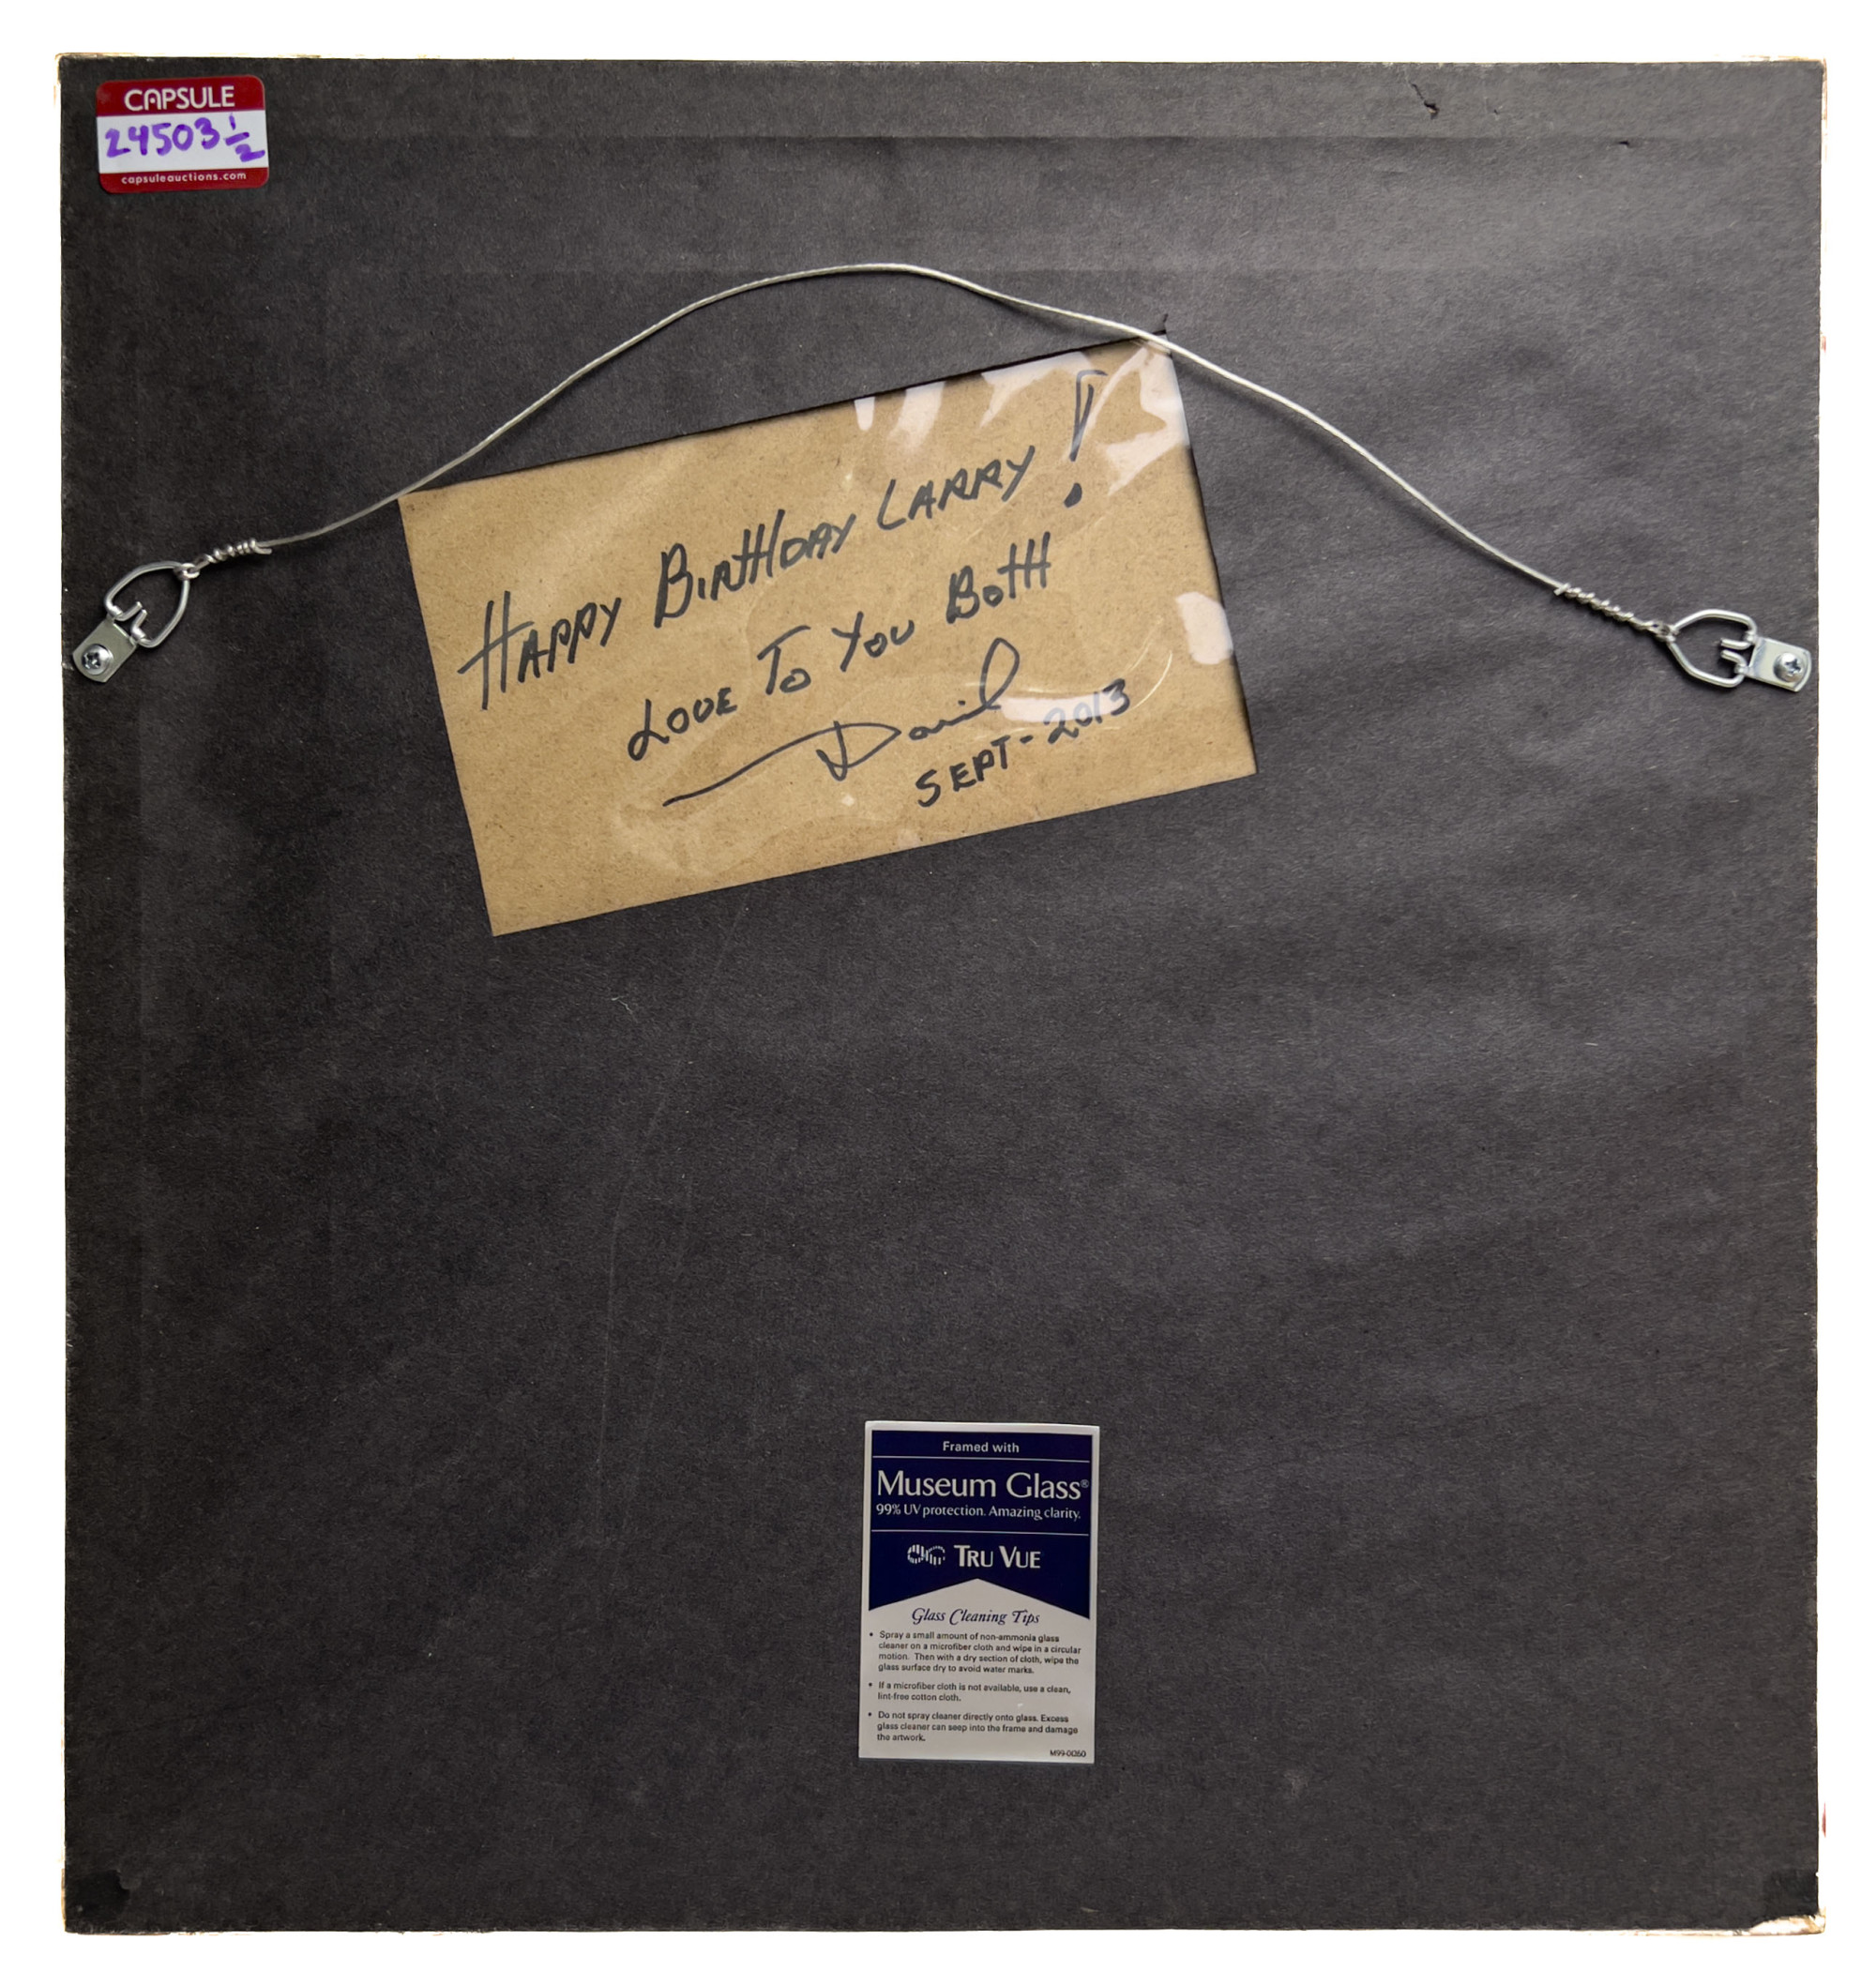 CAPSULE
24503 1/2
capsuleauctions.com
HAPPY BIRTHDAY LARRY!
LOVE TO YOU BOTH
David
SEPT-2013
Framed with
Museum Glass®
99% UV protection. Amazing clarity.
TRU VUE
Glass Cleaning Tips
• Spray a small amount of non-ammonia glass
cleaner on a microfiber cloth and wipe in a circular
motion. Then with a dry section of cloth, wipe the
glass surface dry to avoid water marks.
• If a microfiber cloth is not available, use a clean,
lint-free cotton cloth.
• Do not spray cleaner directly onto glass. Excess
glass cleaner can seep into the frame and damage
the artwork.